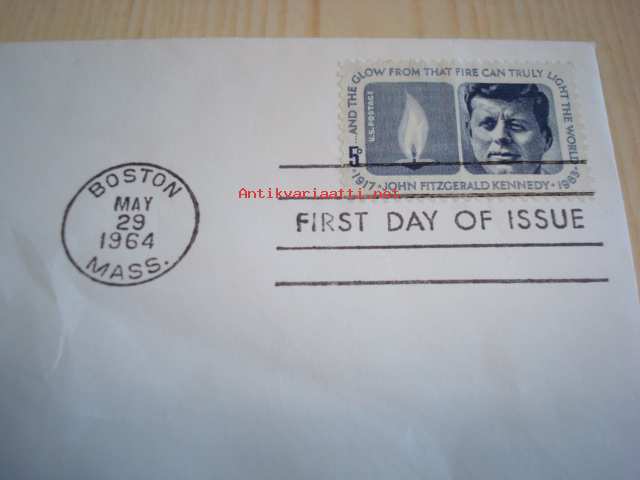 ...AND THE GLOW FROM THAT FIRE CAN TRULY LIGHT THE WORLD
U.S. POSTAGE
5c
1917 · JOHN FITZGERALD KENNEDY · 1963
BOSTON
MAY
29
1964
MASS.
Antikvariaatti.net
FIRST DAY OF ISSUE